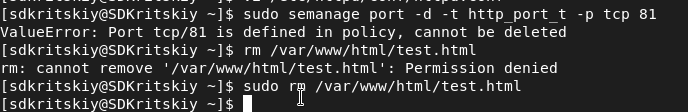 [sdkritskiy@SDKritskiy ~]$ sudo semanage port -d -t http_port_t -p tcp 81
ValueError: Port tcp/81 is defined in policy, cannot be deleted
[sdkritskiy@SDKritskiy ~]$ rm /var/www/html/test.html
rm: cannot remove '/var/www/html/test.html': Permission denied
[sdkritskiy@SDKritskiy ~]$ sudo rm /var/www/html/test.html
[sdkritskiy@SDKritskiy ~]$